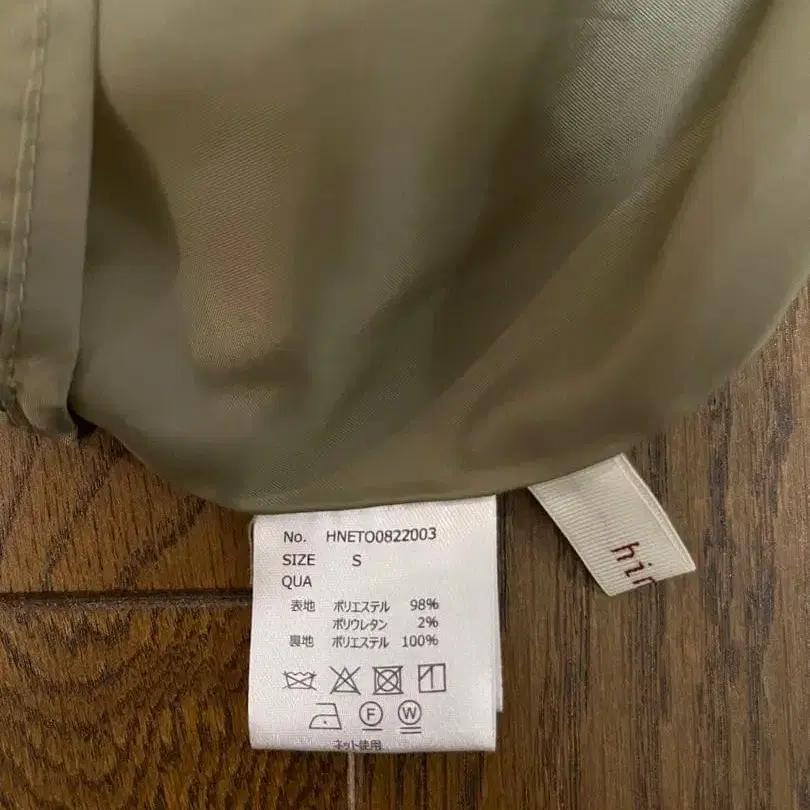 No. HNETO0822003
SIZE S
QUA
表地 ポリエステル 98%
ポリウレタン 2%
裏地 ポリエステル 100%
F W
ネット使用
hin